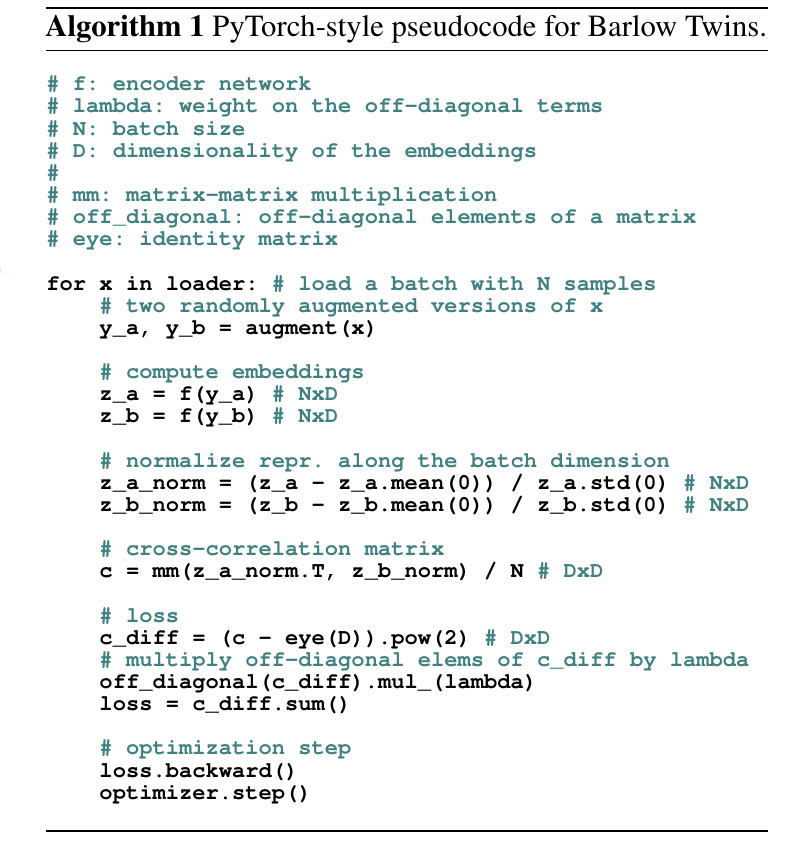 Algorithm 1 PyTorch-style pseudocode for Barlow Twins.
# f: encoder network
# lambda: weight on the off-diagonal terms
# N: batch size
# D: dimensionality of the embeddings
#
# mm: matrix-matrix multiplication
# off_diagonal: off-diagonal elements of a matrix
# eye: identity matrix
for x in loader: # load a batch with N samples
    # two randomly augmented versions of x
    y_a, y_b = augment(x)
    # compute embeddings
    z_a = f(y_a) # NxD
    z_b = f(y_b) # NxD
    # normalize repr. along the batch dimension
    z_a_norm = (z_a - z_a.mean(0)) / z_a.std(0) # NxD
    z_b_norm = (z_b - z_b.mean(0)) / z_b.std(0) # NxD
    # cross-correlation matrix
    c = mm(z_a_norm.T, z_b_norm) / N # DxD
    # loss
    c_diff = (c - eye(D)).pow(2) # DxD
    # multiply off-diagonal elems of c_diff by lambda
    off_diagonal(c_diff).mul_(lambda)
    loss = c_diff.sum()
    # optimization step
    loss.backward()
    optimizer.step()